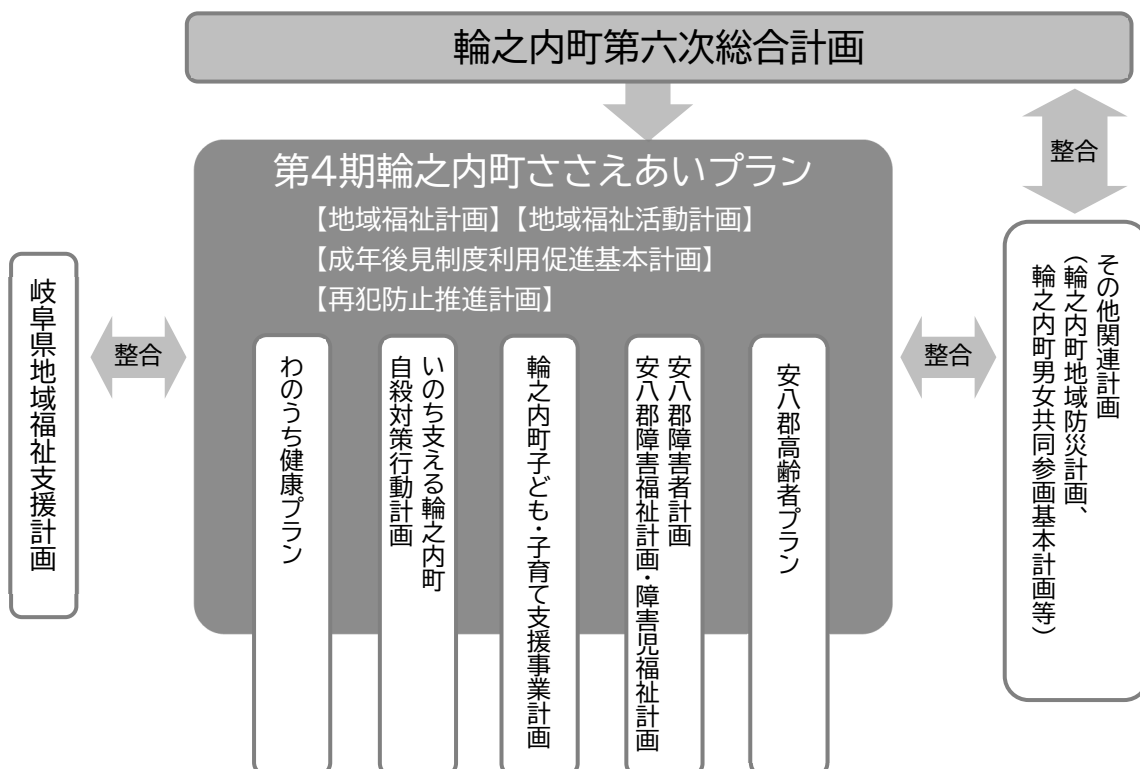 輪之内町第六次総合計画
整合
第4期輪之内町ささえあいプラン
【地域福祉計画】【地域福祉活動計画】
【成年後見制度利用促進基本計画】
【再犯防止推進計画】
岐阜県地域福祉支援計画
整合
わのうち健康プラン
いのち支える輪之内町
自殺対策行動計画
輪之内町子ども・子育て支援事業計画
安八郡障害者計画
安八郡障害福祉計画・障害児福祉計画
安八郡高齢者プラン
整合
その他関連計画
（輪之内町地域防災計画、
輪之内町男女共同参画基本計画等）